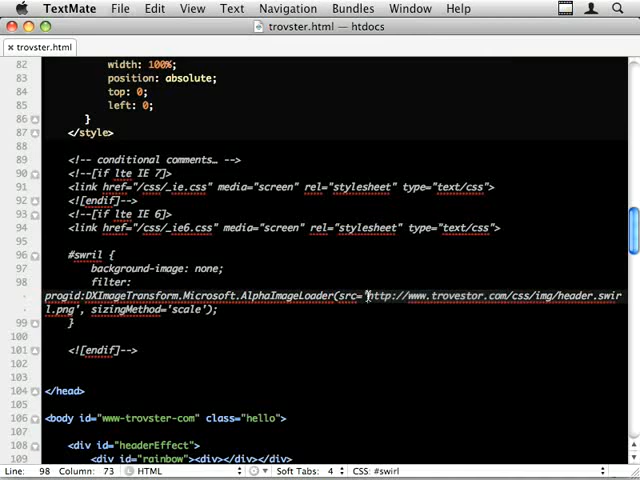 TextMate File Edit View Text Navigation Bundles Window Help
trovster.html — htdocs
× trovster.html
82 width: 100%;
83 position: absolute;
84 top: 0;
85 left: 0;
86 }
87 </style>
88
89 <!-- conditional comments… -->
90 <!--[if lte IE 7]>
91 <link href="/css/_ie.css" media="screen" rel="stylesheet" type="text/css">
92 <![endif]-->
93 <!--[if lte IE 6]>
94 <link href="/css/_ie6.css" media="screen" rel="stylesheet" type="text/css">
95
96 #swril {
97 background-image: none;
98 filter:
progid:DXImageTransform.Microsoft.AlphaImageLoader(src='http://www.trovestor.com/css/img/header.swir
l.png', sizingMethod='scale');
99 }
100
101 <![endif]-->
102
103
104 </head>
105
106 <body id="www-trovster-com" class="hello">
107
108 <div id="headerEffect">
109 <div id="rainbow"><div></div></div>
Line: 98 Column: 73 HTML Soft Tabs: 4 CSS: #swirl